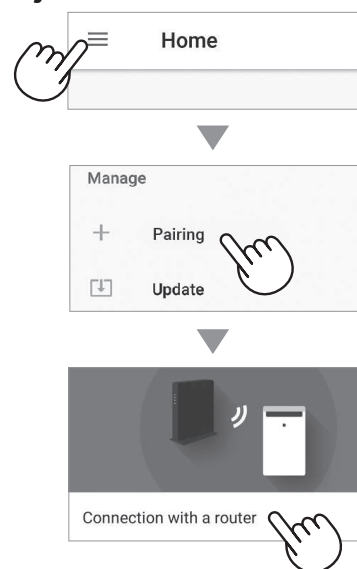 Home
Manage
Pairing
Update
Connection with a router